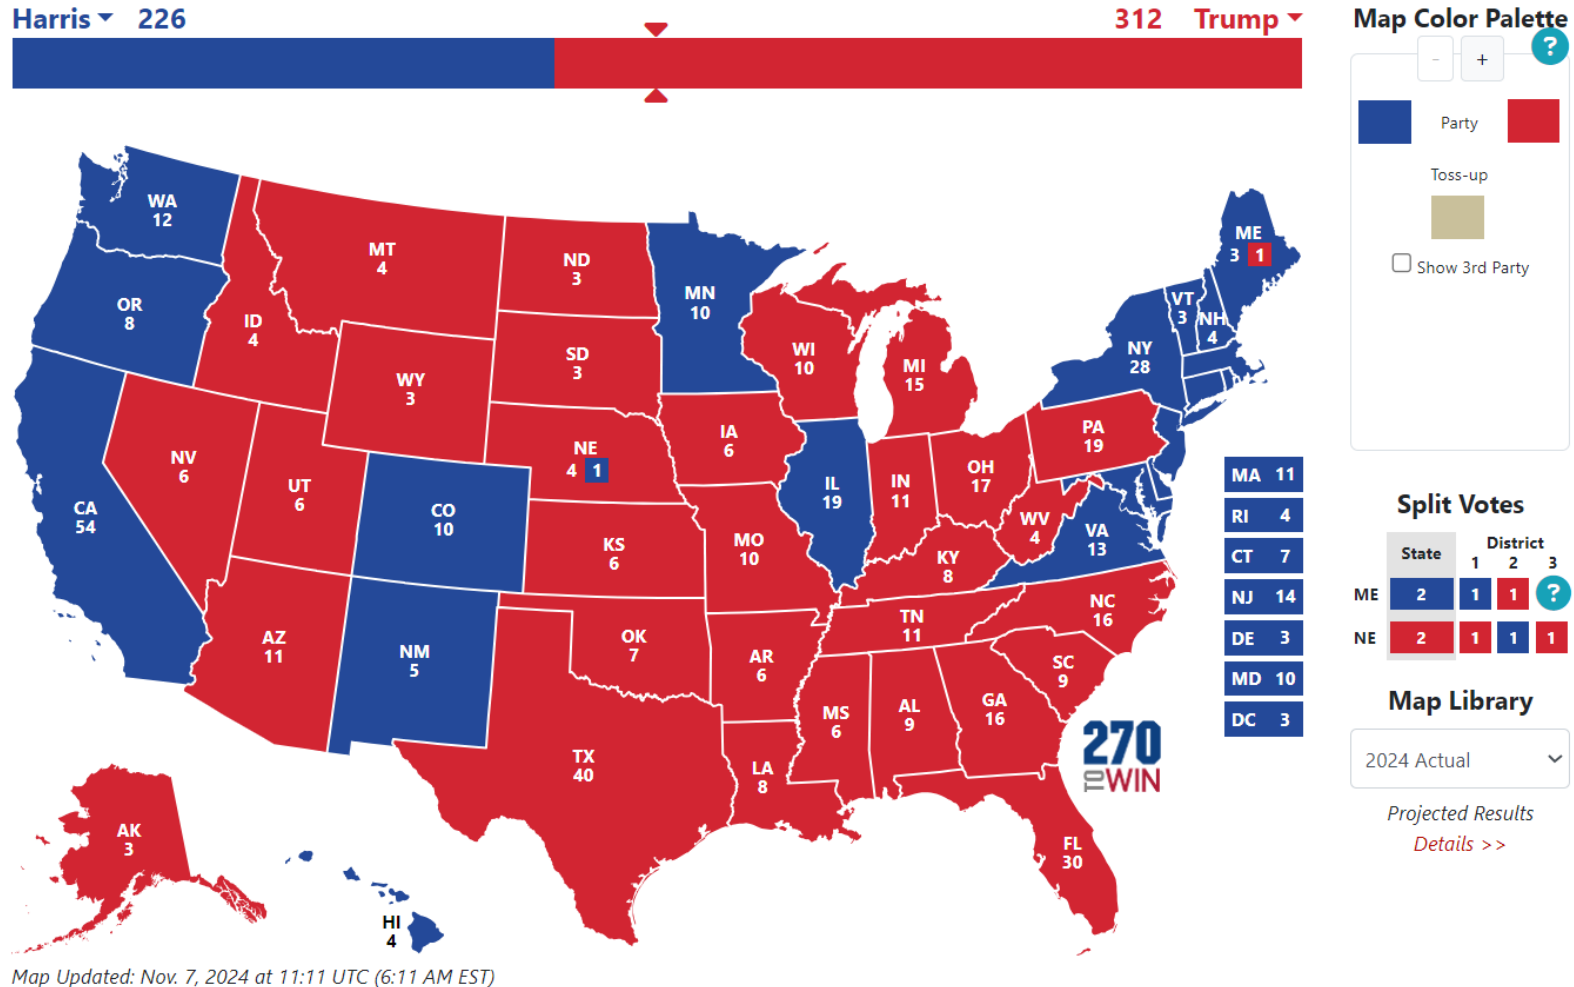 Harris 226
312 Trump
Map Color Palette
?
- +
Party
Toss-up
Show 3rd Party
WA
12
OR
8
CA
54
ID
4
NV
6
MT
4
WY
3
UT
6
AZ
11
CO
10
NM
5
ND
3
SD
3
NE
4 1
KS
6
OK
7
TX
40
MN
10
IA
6
MO
10
AR
6
LA
8
WI
10
IL
19
MI
15
IN
11
OH
17
KY
8
TN
11
MS
6
AL
9
GA
16
FL
30
SC
9
NC
16
VA
13
WV
4
PA
19
NY
28
VT
3
NH
4
ME
3 1
AK
3
HI
4
MA 11
RI 4
CT 7
NJ 14
DE 3
MD 10
DC 3
270
TO WIN
Split Votes
State District
1 2 3
ME 2 1 1 ?
NE 2 1 1 1
Map Library
2024 Actual
Projected Results
Details >>
Map Updated: Nov. 7, 2024 at 11:11 UTC (6:11 AM EST)